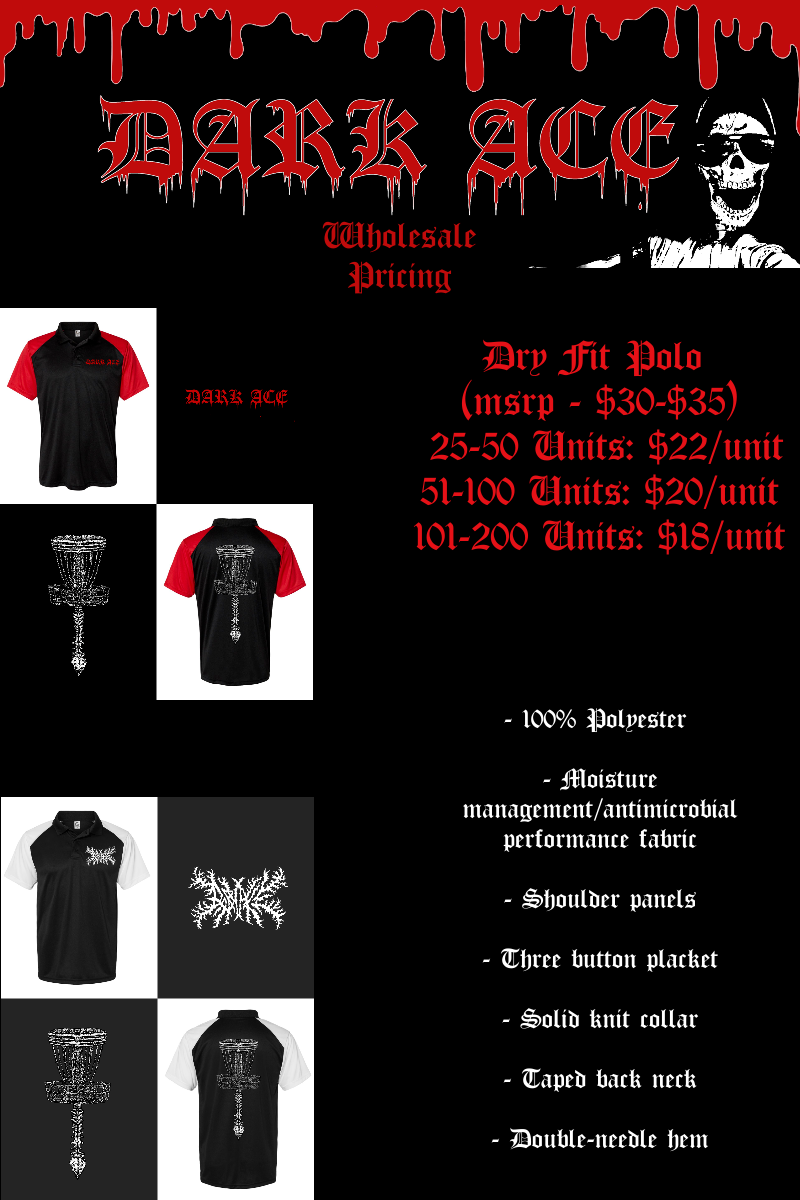 DARK ACE
Wholesale
Pricing
DARK ACE
DARK ACE
Dry Fit Polo
(msrp - $30-$35)
25-50 Units: $22/unit
51-100 Units: $20/unit
101-200 Units: $18/unit
- 100% Polyester
- Moisture
management/antimicrobial
performance fabric
- Shoulder panels
- Three button placket
- Solid knit collar
- Taped back neck
- Double-needle hem